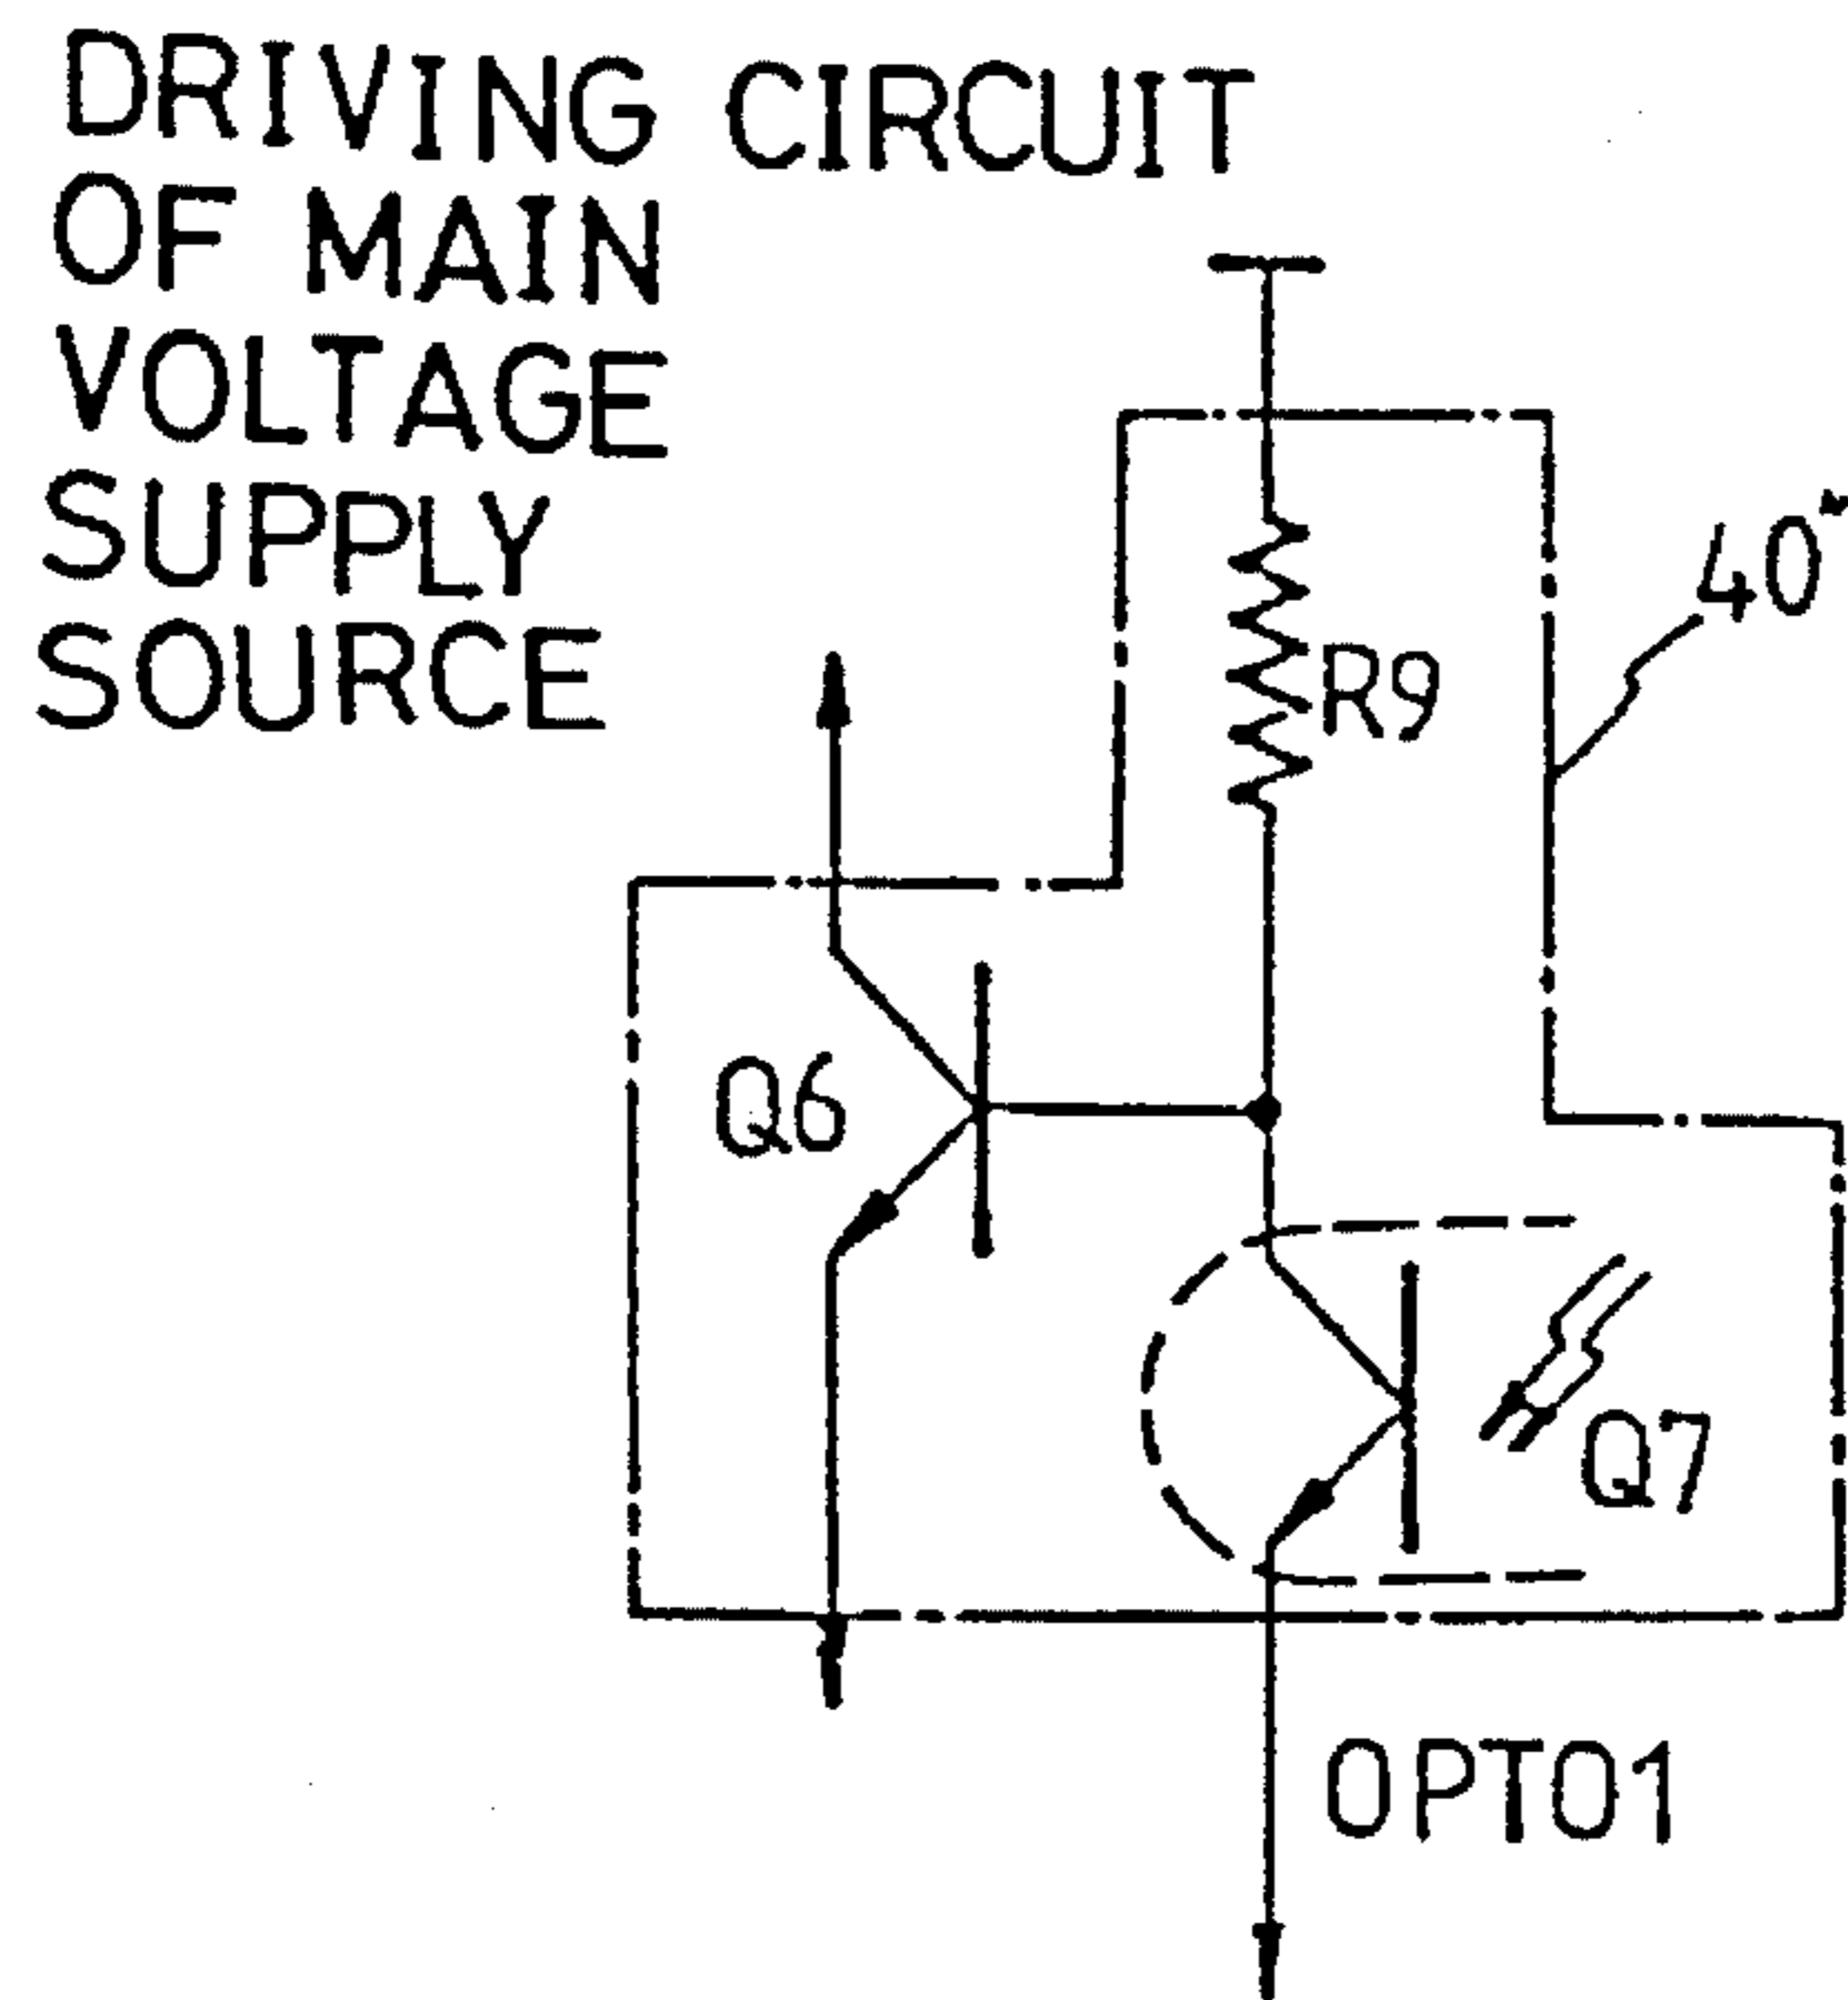 DRIVING CIRCUIT
OF MAIN
VOLTAGE
SUPPLY
SOURCE
40"
R9
Q6
Q7
OPTO1